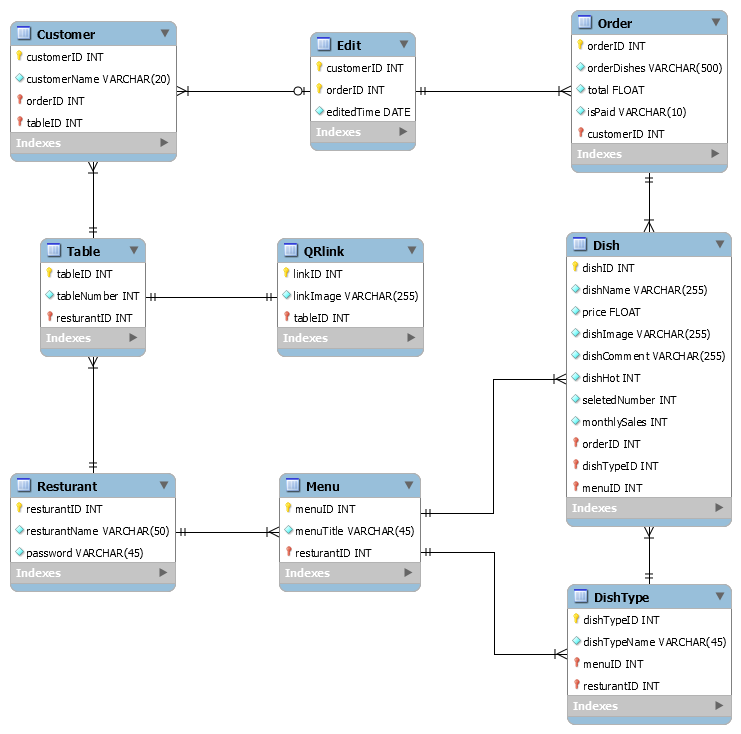 Customer
customerID INT
customerName VARCHAR(20)
orderID INT
tableID INT
Indexes
Edit
customerID INT
orderID INT
editedTime DATE
Indexes
Order
orderID INT
orderDishes VARCHAR(500)
total FLOAT
isPaid VARCHAR(10)
customerID INT
Indexes
Table
tableID INT
tableNumber INT
resturantID INT
Indexes
QRlink
linkID INT
linkImage VARCHAR(255)
tableID INT
Indexes
Dish
dishID INT
dishName VARCHAR(255)
price FLOAT
dishImage VARCHAR(255)
dishComment VARCHAR(255)
dishHot INT
seletedNumber INT
monthlySales INT
orderID INT
dishTypeID INT
menuID INT
Indexes
Resturant
resturantID INT
resturantName VARCHAR(50)
password VARCHAR(45)
Indexes
Menu
menuID INT
menuTitle VARCHAR(45)
resturantID INT
Indexes
DishType
dishTypeID INT
dishTypeName VARCHAR(45)
menuID INT
resturantID INT
Indexes